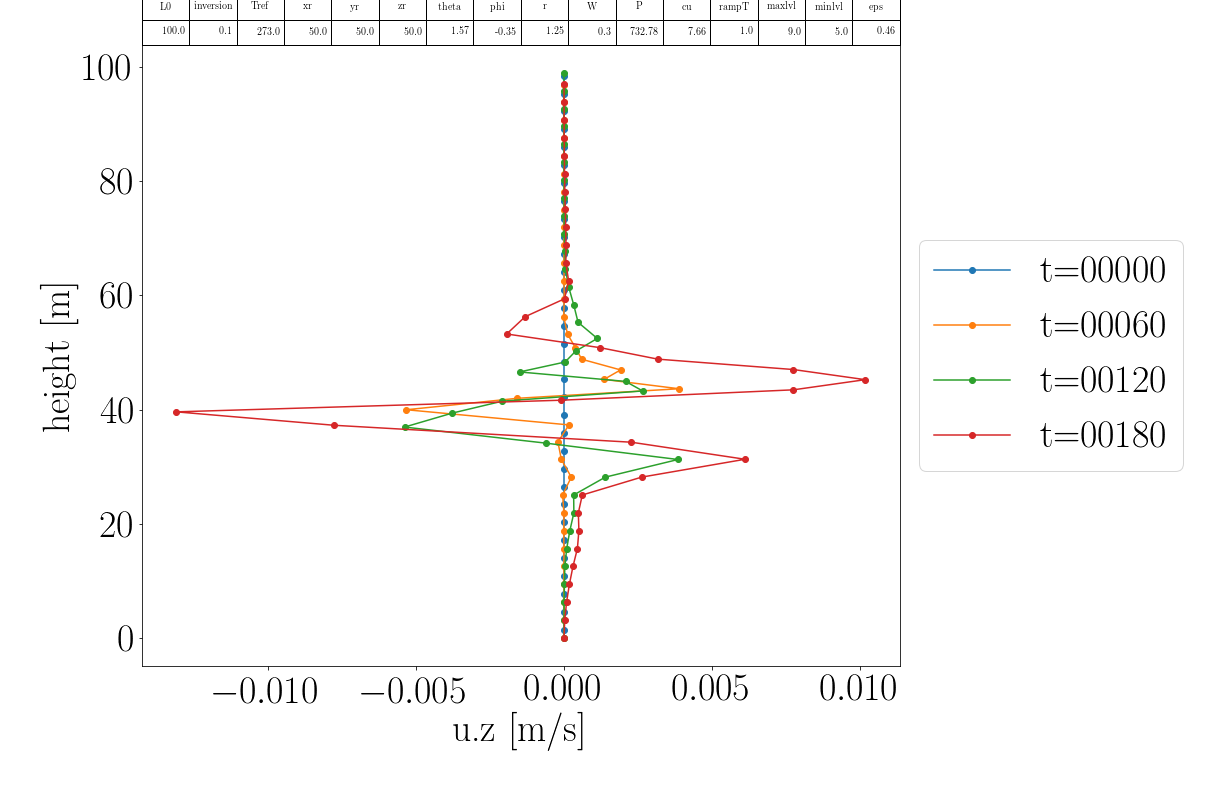 L0 inversion Tref xr yr zr theta phi r W P cu rampT maxlvl minlvl eps
100.0 0.1 273.0 50.0 50.0 50.0 1.57 -0.35 1.25 0.3 732.78 7.66 1.0 9.0 5.0 0.46
100
80
60
40
20
0
height [m]
−0.010 −0.005 0.000 0.005 0.010
u.z [m/s]
t=00000
t=00060
t=00120
t=00180